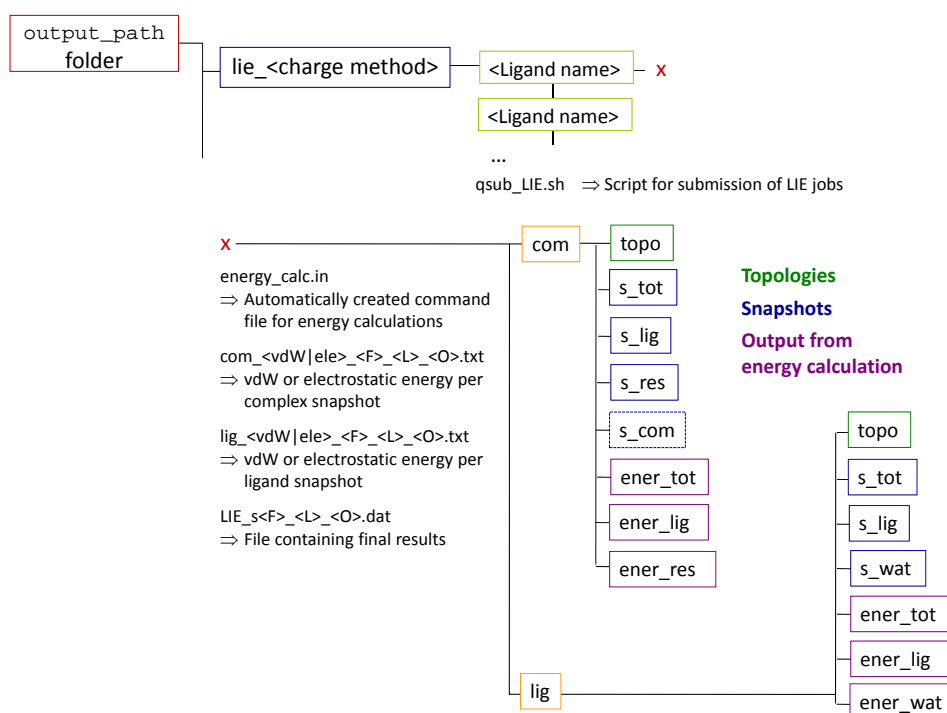 output_path
folder
lie_<charge method>
<Ligand name>
X
<Ligand name>
...
qsub_LIE.sh ⇒ Script for submission of LIE jobs
X
com
topo
energy_calc.in
⇒ Automatically created command
file for energy calculations
com_<vdW|ele>_<F>_<L>_<O>.txt
⇒ vdW or electrostatic energy per
complex snapshot
lig_<vdW|ele>_<F>_<L>_<O>.txt
⇒ vdW or electrostatic energy per
ligand snapshot
LIE_s<F>_<L>_<O>.dat
⇒ File containing final results
s_tot
s_lig
s_res
s_com
ener_tot
ener_lig
ener_res
Topologies
Snapshots
Output from
energy calculation
lig
topo
s_tot
s_lig
s_wat
ener_tot
ener_lig
ener_wat